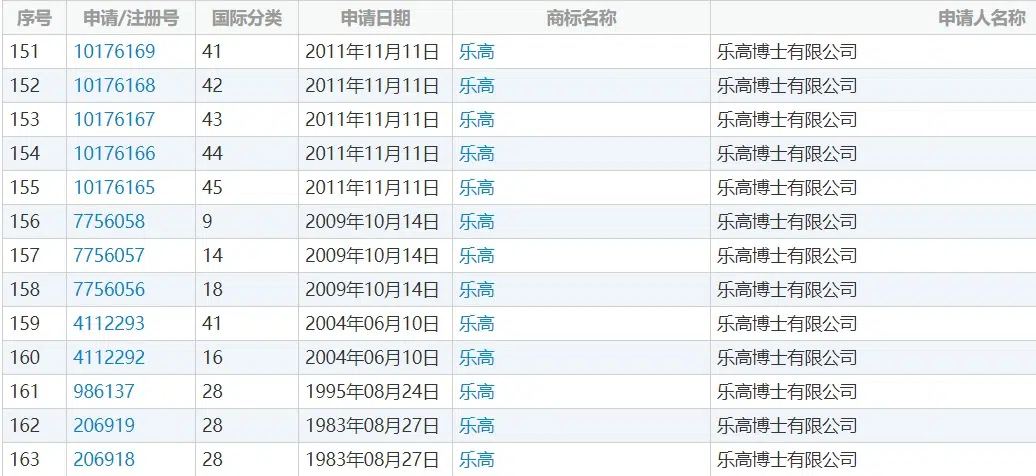 序号 申请/注册号 国际分类 申请日期 商标名称 申请人名称
151 10176169 41 2011年11月11日 乐高 乐高博士有限公司
152 10176168 42 2011年11月11日 乐高 乐高博士有限公司
153 10176167 43 2011年11月11日 乐高 乐高博士有限公司
154 10176166 44 2011年11月11日 乐高 乐高博士有限公司
155 10176165 45 2011年11月11日 乐高 乐高博士有限公司
156 7756058 9 2009年10月14日 乐高 乐高博士有限公司
157 7756057 14 2009年10月14日 乐高 乐高博士有限公司
158 7756056 18 2009年10月14日 乐高 乐高博士有限公司
159 4112293 41 2004年06月10日 乐高 乐高博士有限公司
160 4112292 16 2004年06月10日 乐高 乐高博士有限公司
161 986137 28 1995年08月24日 乐高 乐高博士有限公司
162 206919 28 1983年08月27日 乐高 乐高博士有限公司
163 206918 28 1983年08月27日 乐高 乐高博士有限公司